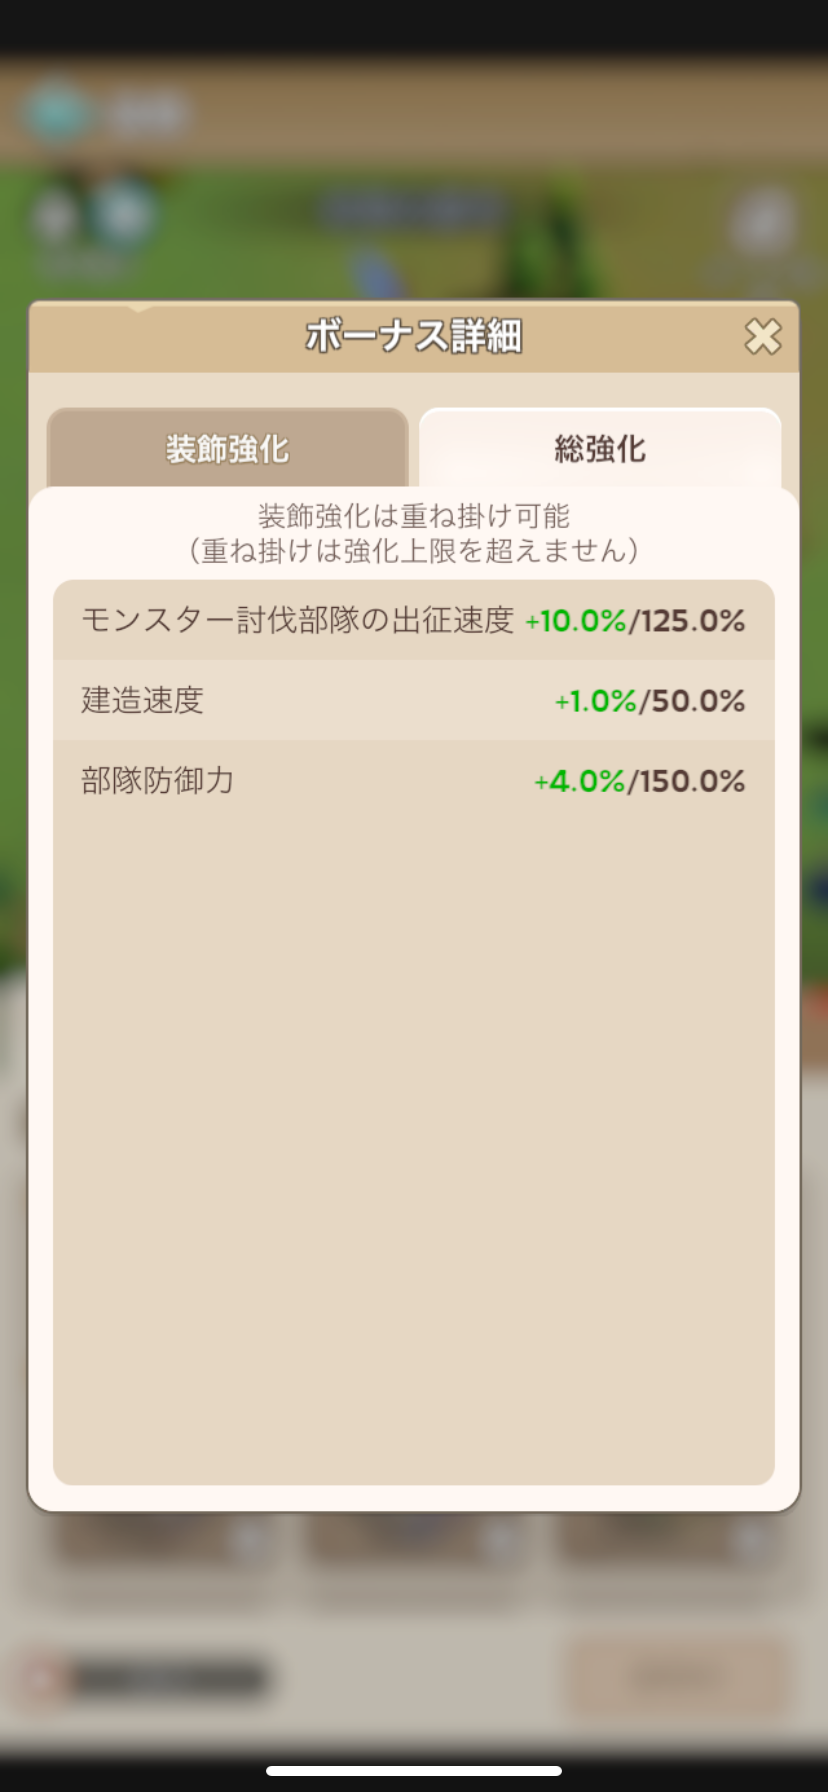 ボーナス詳細
装飾強化
総強化
装飾強化は重ね掛け可能
（重ね掛けは強化上限を超えません）
モンスター討伐部隊の出征速度 +10.0%/125.0%
建造速度 +1.0%/50.0%
部隊防御力 +4.0%/150.0%